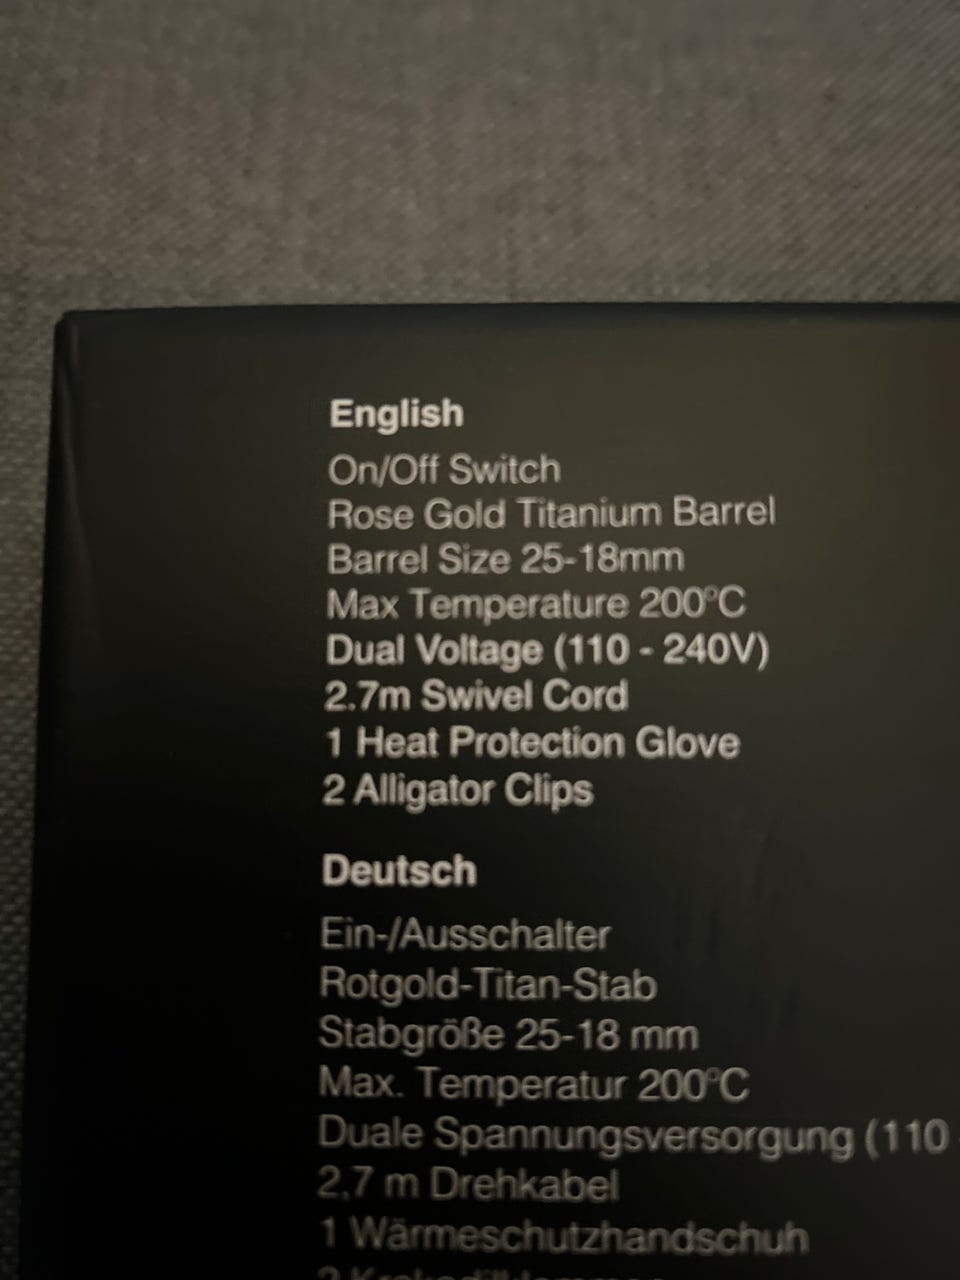 English
On/Off Switch
Rose Gold Titanium Barrel
Barrel Size 25-18mm
Max Temperature 200°C
Dual Voltage (110 - 240V)
2.7m Swivel Cord
1 Heat Protection Glove
2 Alligator Clips
Deutsch
Ein-/Ausschalter
Rotgold-Titan-Stab
Stabgröße 25-18 mm
Max. Temperatur 200°C
Duale Spannungsversorgung (110 -
2,7 m Drehkabel
1 Wärmeschutzhandschuh